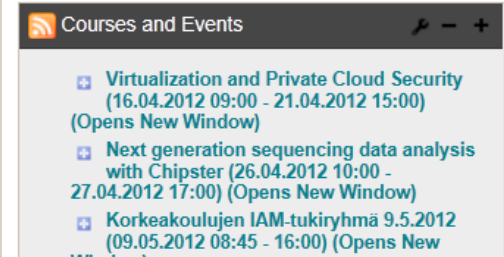 Courses and Events
Virtualization and Private Cloud Security
(16.04.2012 09:00 - 21.04.2012 15:00)
(Opens New Window)
Next generation sequencing data analysis
with Chipster (26.04.2012 10:00 -
27.04.2012 17:00) (Opens New Window)
Korkeakoulujen IAM-tukiryhmä 9.5.2012
(09.05.2012 08:45 - 16:00) (Opens New